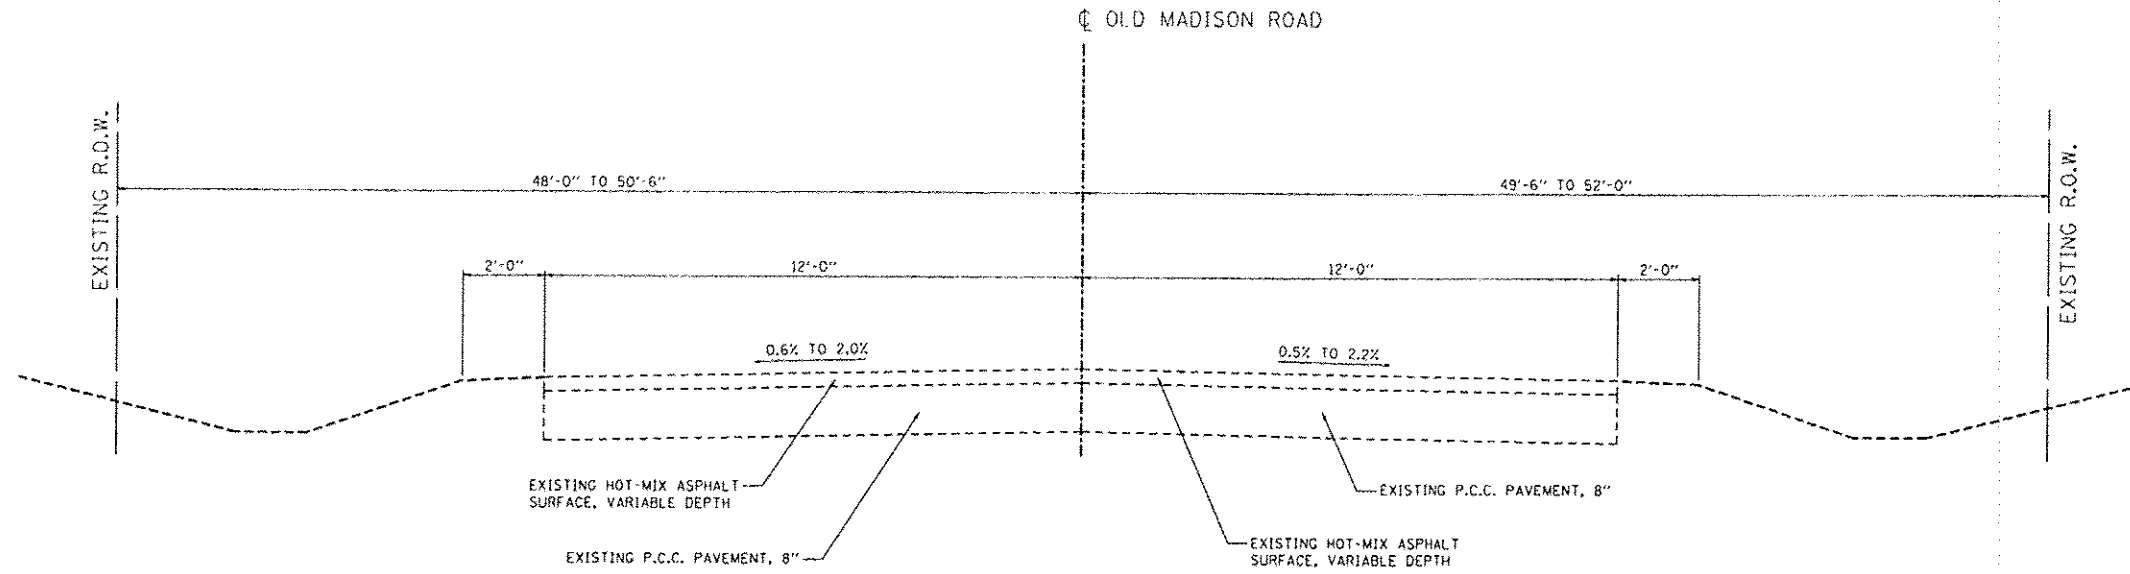 ℄ OLD MADISON ROAD
EXISTING R.O.W.
48'-0" TO 50'-6"
49'-6" TO 52'-0"
EXISTING R.O.W.
2'-0"
12'-0"
12'-0"
2'-0"
0.6% TO 2.0%
0.5% TO 2.2%
EXISTING HOT-MIX ASPHALT
SURFACE, VARIABLE DEPTH
EXISTING P.C.C. PAVEMENT, 8"
EXISTING P.C.C. PAVEMENT, 8"
EXISTING HOT-MIX ASPHALT
SURFACE, VARIABLE DEPTH